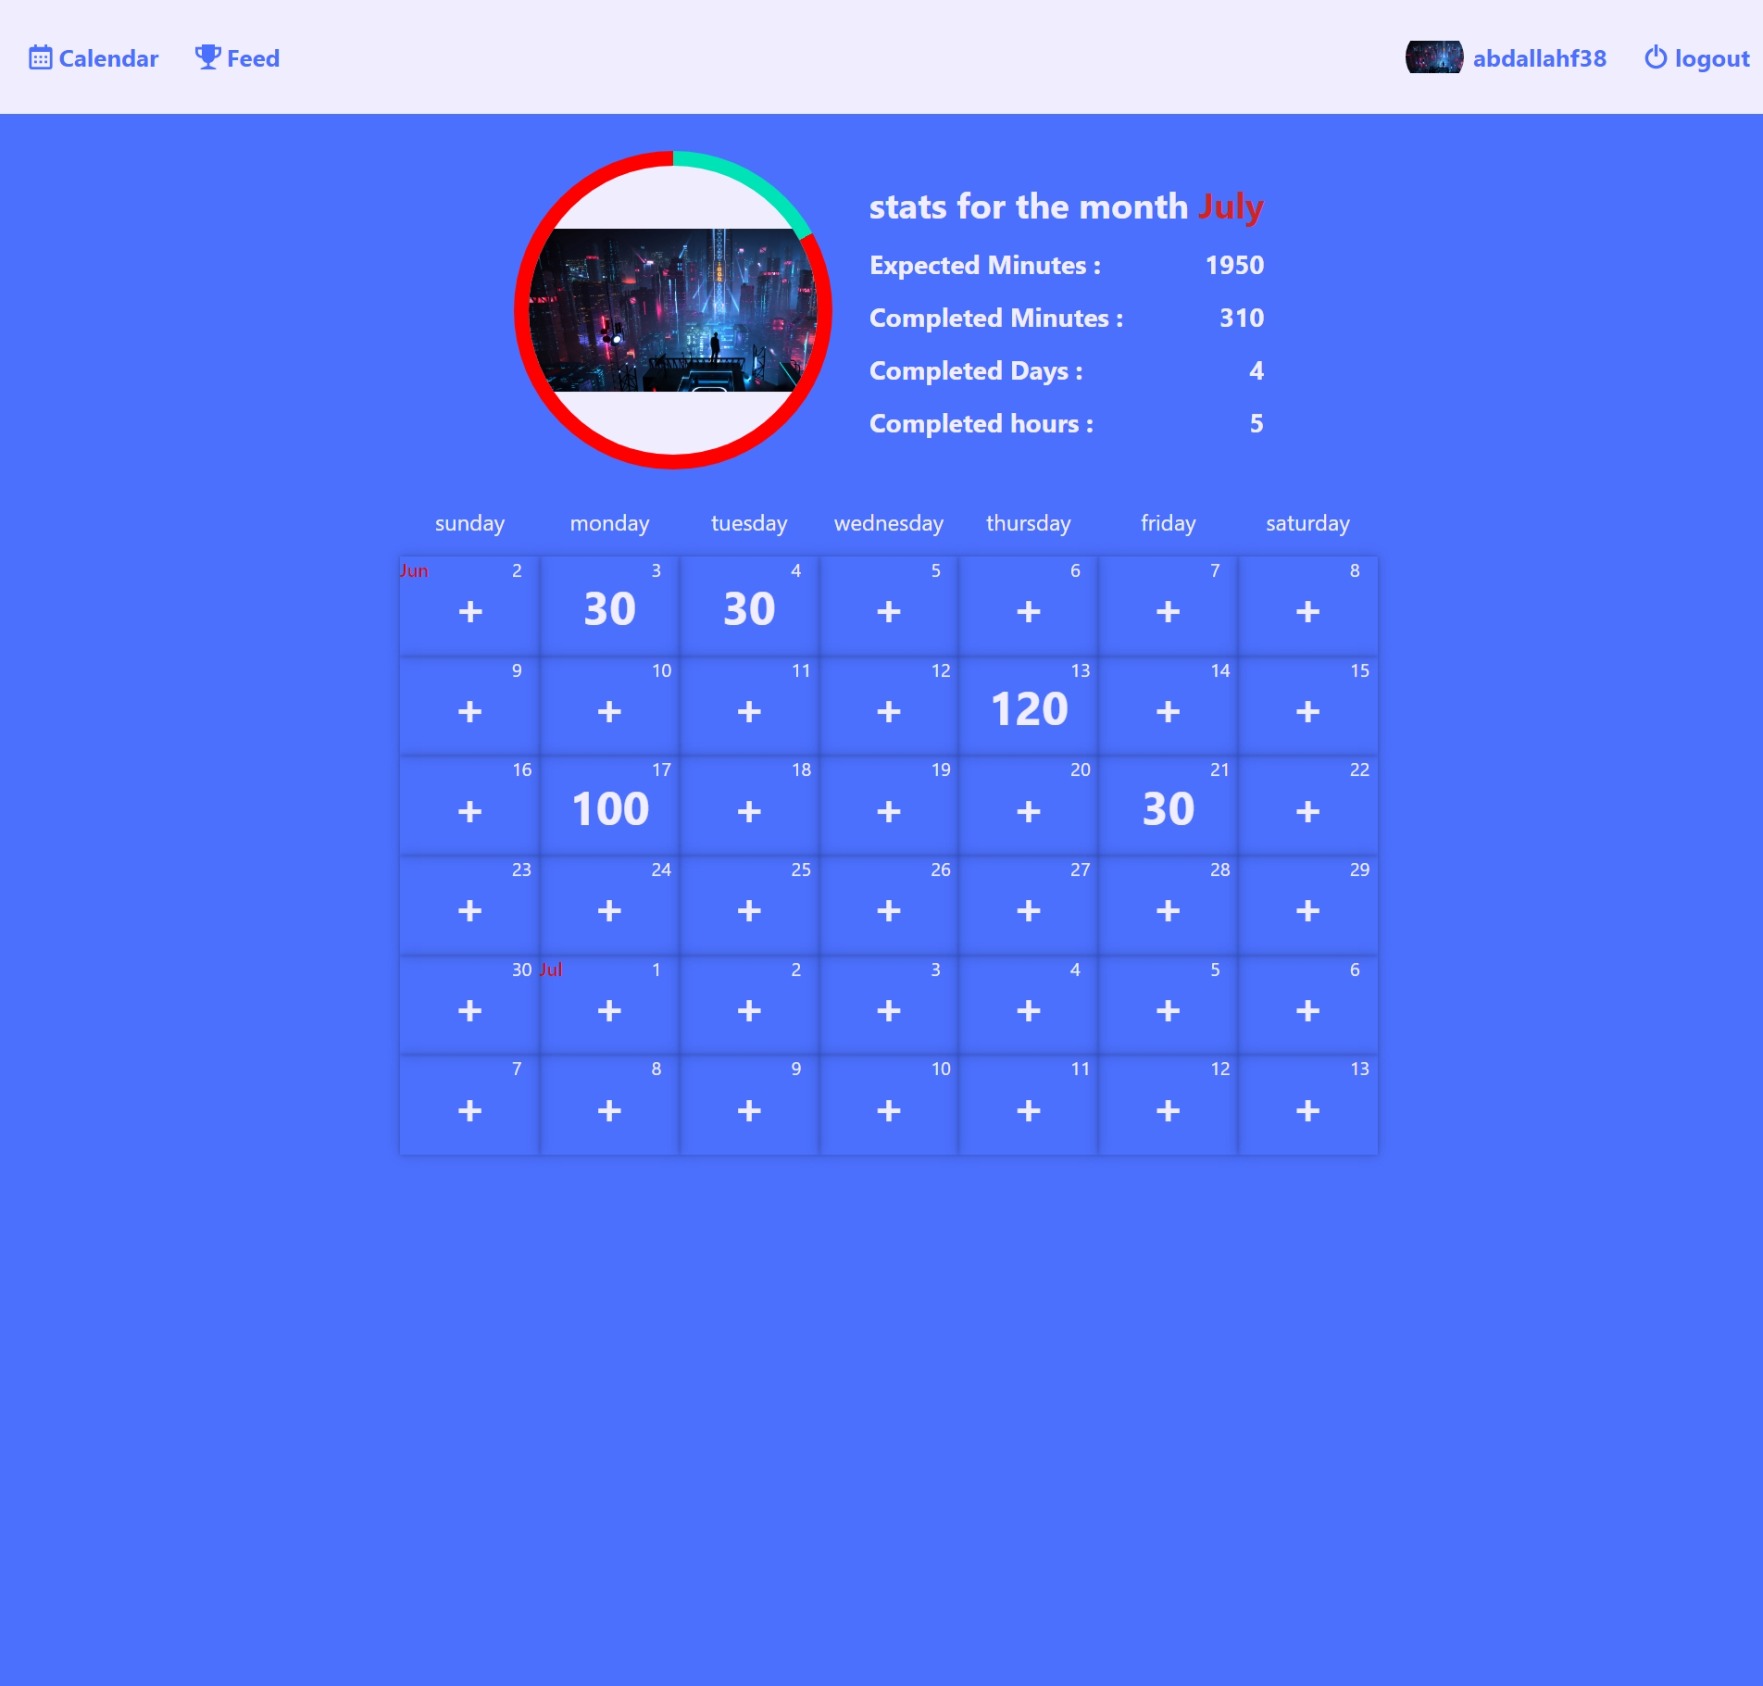 Calendar Feed abdallahf38 logout
stats for the month July
Expected Minutes : 1950
Completed Minutes : 310
Completed Days : 4
Completed hours : 5
sunday monday tuesday wednesday thursday friday saturday
Jun 2 3 4 5 6 7 8
+ 30 30 + + + +
9 10 11 12 13 14 15
+ + + + 120 + +
16 17 18 19 20 21 22
+ 100 + + + 30 +
23 24 25 26 27 28 29
+ + + + + + +
30 Jul 1 2 3 4 5 6
+ + + + + + +
7 8 9 10 11 12 13
+ + + + + + +